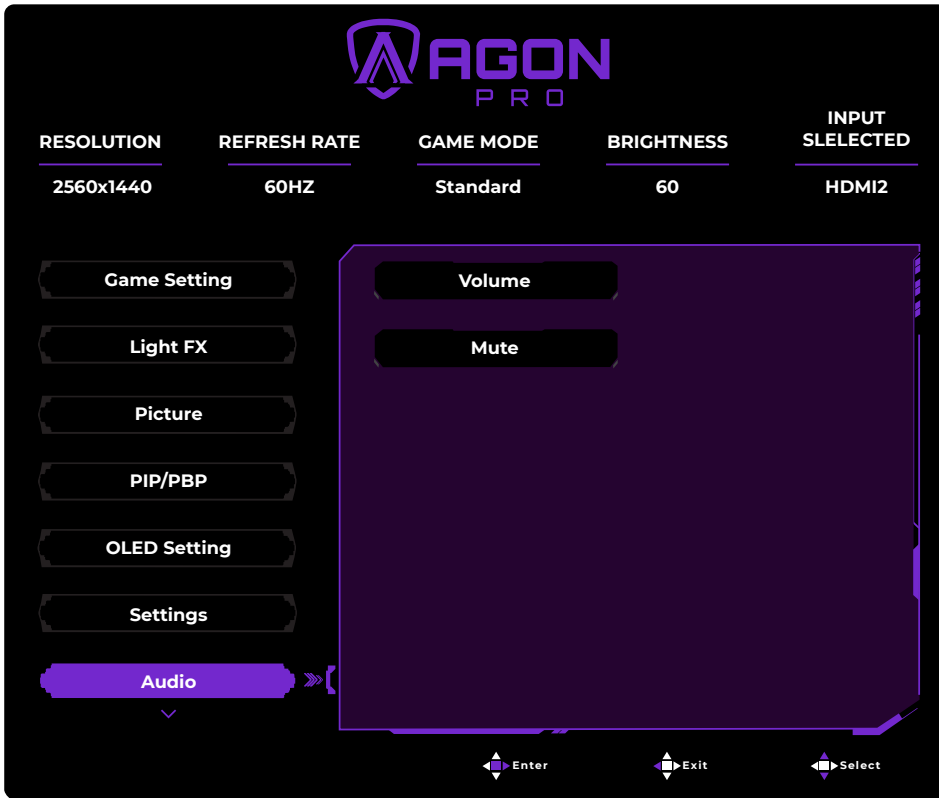 AGON
PRO
RESOLUTION
REFRESH RATE
GAME MODE
BRIGHTNESS
INPUT
SLELECTED
2560x1440
60HZ
Standard
60
HDMI2
Game Setting
Light FX
Picture
PIP/PBP
OLED Setting
Settings
Audio
Volume
Mute
Enter
Exit
Select